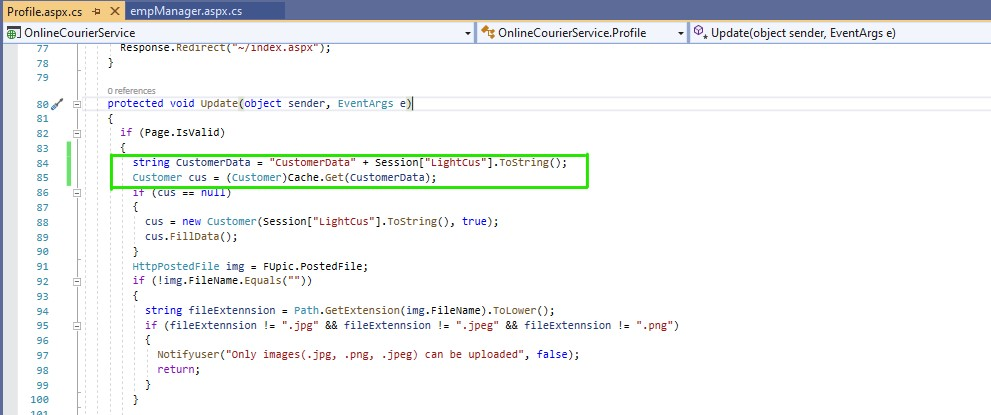 Profile.aspx.cs empManager.aspx.cs
OnlineCourierService OnlineCourierService.Profile Update(object sender, EventArgs e)
77 Response.Redirect("~/index.aspx");
78 }
79
0 references
80 protected void Update(object sender, EventArgs e)
81 {
82 if (Page.IsValid)
83 {
84 string CustomerData = "CustomerData" + Session["LightCus"].ToString();
85 Customer cus = (Customer)Cache.Get(CustomerData);
86 if (cus == null)
87 {
88 cus = new Customer(Session["LightCus"].ToString(), true);
89 cus.FillData();
90 }
91 HttpPostedFile img = FUpic.PostedFile;
92 if (!img.FileName.Equals(""))
93 {
94 string fileExtennsion = Path.GetExtension(img.FileName).ToLower();
95 if (fileExtennsion != ".jpg" && fileExtennsion != ".jpeg" && fileExtennsion != ".png")
96 {
97 Notifyuser("Only images(.jpg, .png, .jpeg) can be uploaded", false);
98 return;
99 }
100 }